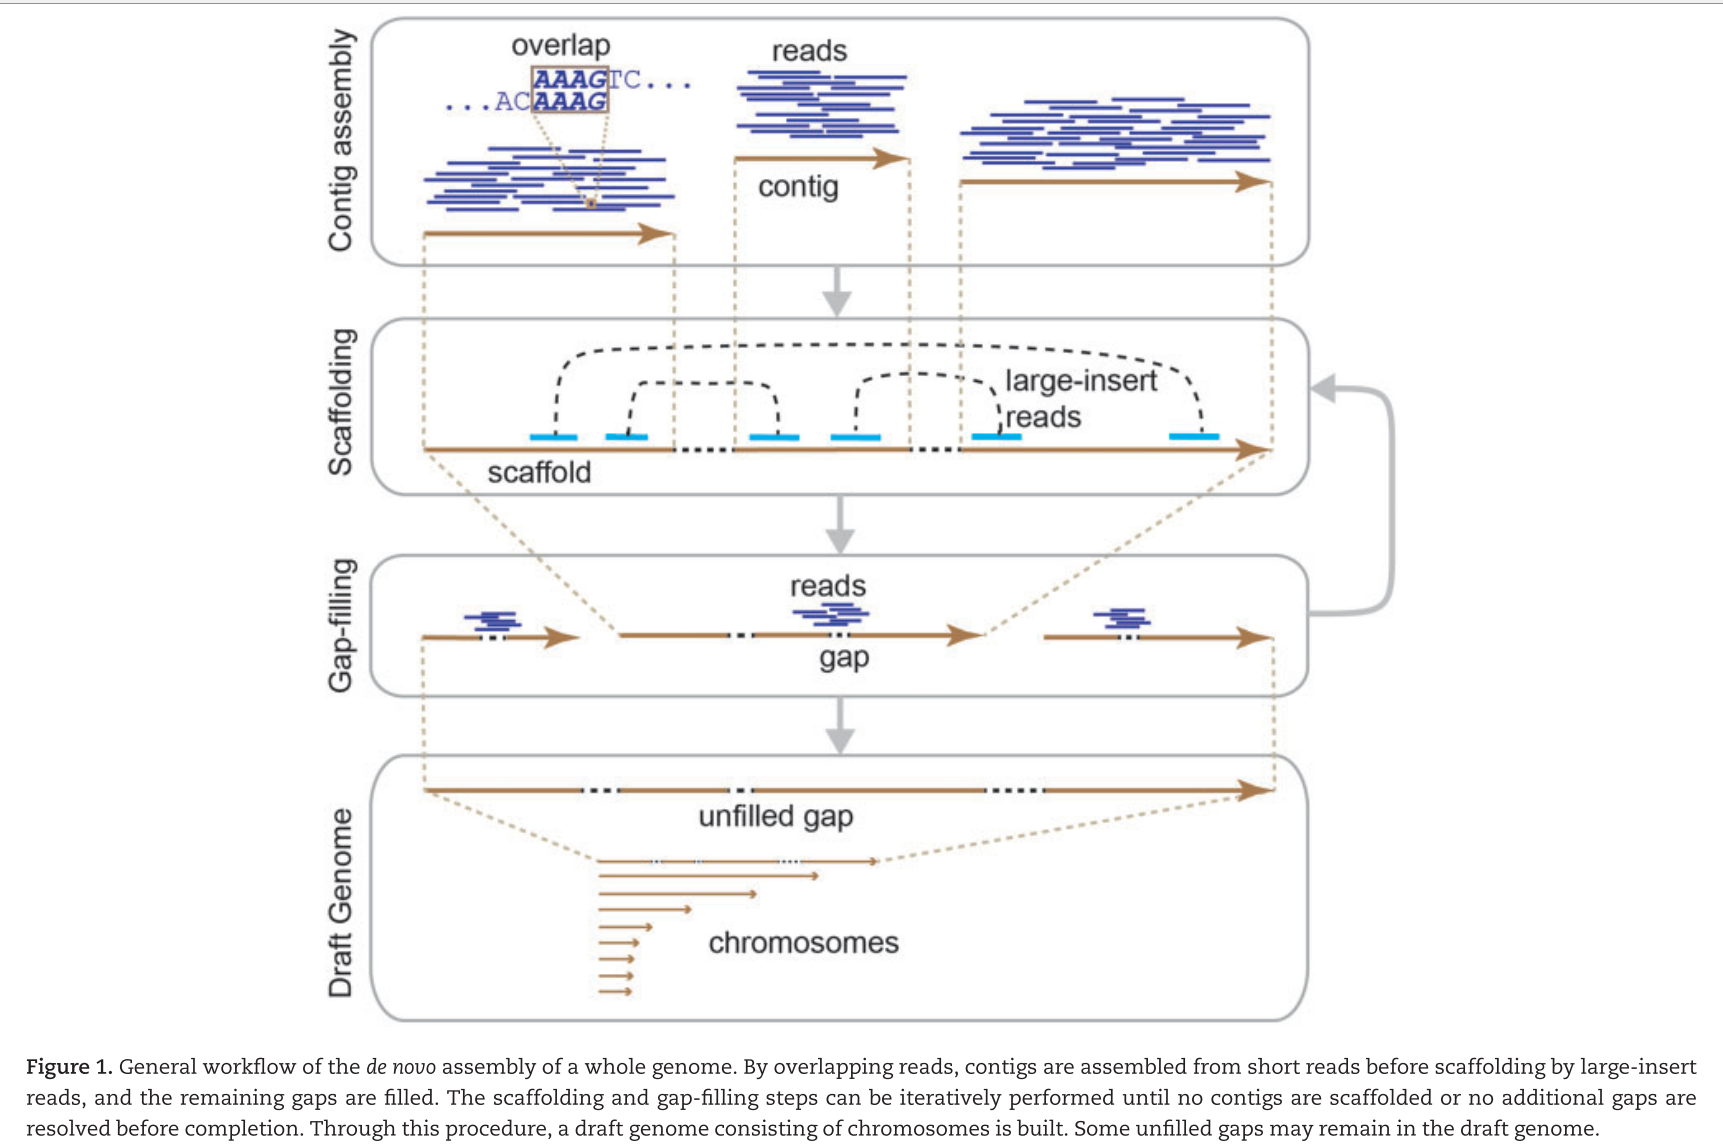 Contig assembly
overlap
AAAGTC...
...ACAAAG
reads
contig
Scaffolding
large-insert
reads
scaffold
Gap-filling
reads
gap
Draft Genome
unfilled gap
chromosomes
Figure 1. General workflow of the de novo assembly of a whole genome. By overlapping reads, contigs are assembled from short reads before scaffolding by large-insert
reads, and the remaining gaps are filled. The scaffolding and gap-filling steps can be iteratively performed until no contigs are scaffolded or no additional gaps are
resolved before completion. Through this procedure, a draft genome consisting of chromosomes is built. Some unfilled gaps may remain in the draft genome.